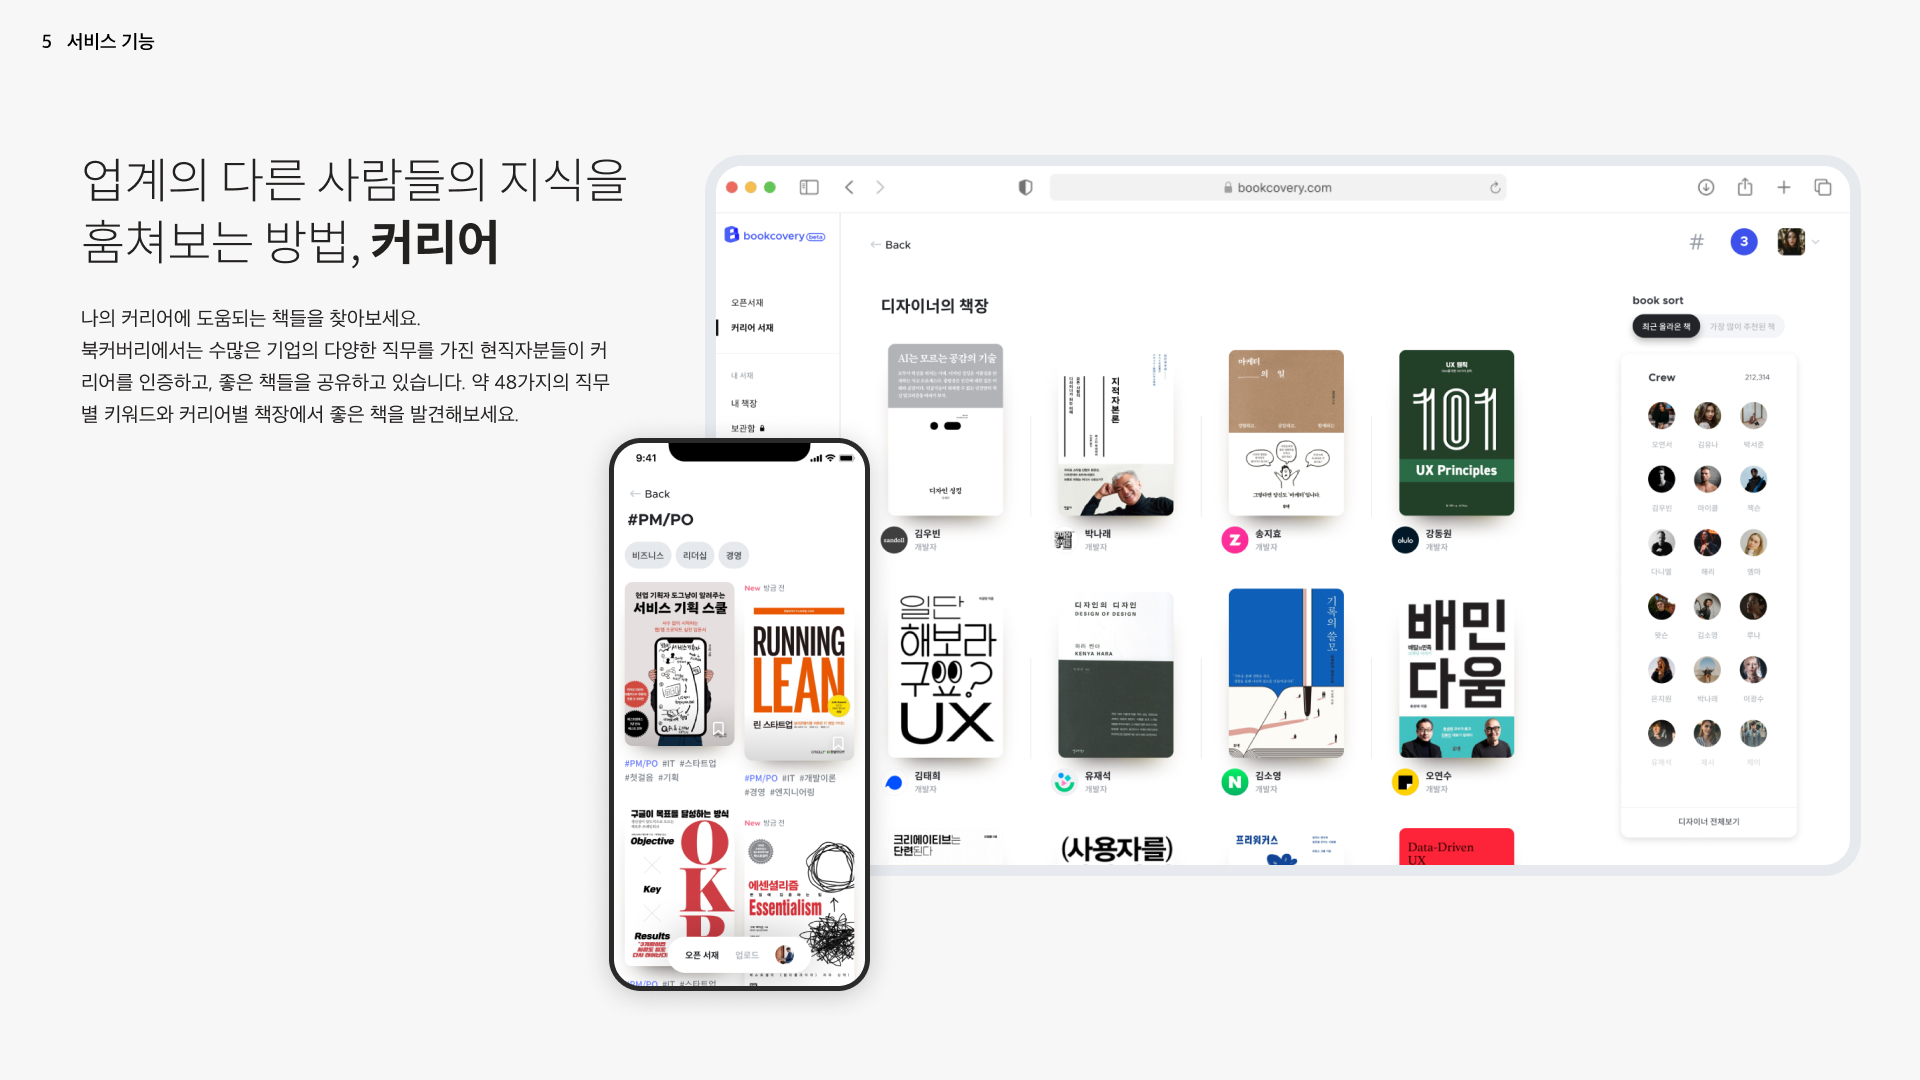 5 서비스 기능
업계의 다른 사람들의 지식을
훔쳐보는 방법, 커리어
나의 커리어에 도움되는 책들을 찾아보세요.
북커버리에서는 수많은 기업의 다양한 직무를 가진 현직자분들이 커
리어를 인증하고, 좋은 책들을 공유하고 있습니다. 약 48가지의 직무
별 키워드와 커리어별 책장에서 좋은 책을 발견해보세요.
bookcovery.com
bookcovery beta
Back
#
3
오픈서재
커리어 서재
내 서재
내 책장
보관함
디자이너의 책장
book sort
최근 올라온 책
가장 많이 추천된 책
AI는 모르는 공감의 기술
디자인 성컴
sandoll
김우빈
개발자
지적자본론
박나래
개발자
마케터
의 일
그렇다면 당신도 '마케터'입니다.
송지효
개발자
UX 원칙
101
UX Principles
olulo
강동원
개발자
일단
해보라
구요?
UX
김태희
개발자
디자인의 디자인
DESIGN OF DESIGN
하라 켄야
KENYA HARA
유재석
개발자
기록의 쓸모
김소영
개발자
배민
다움
오연수
개발자
크리에이티브는
단련된다
(사용자를)
프리워커스
Data-Driven
UX
Crew
212,314
오연서
김유나
박서준
김우빈
마이클
잭슨
다니엘
해리
엠마
왓슨
김소영
루나
은지원
박나래
이광수
유재석
제시
제이
디자이너 전체보기
9:41
Back
#PM/PO
비즈니스
리더십
경영
현업 기획자 도그냥이 알려주는
서비스 기획 스쿨
#PM/PO #IT #스타트업
#첫걸음 #기획
New 방금 전
RUNNING
LEAN
린 스타트업
#PM/PO #IT #개발이론
#경영 #엔지니어링
구글이 목표를 달성하는 방식
Objective
Key
Results
OKR
New 방금 전
에센셜리즘
Essentialism
오픈 서재
업로드
#PM/PO #IT #스타트업